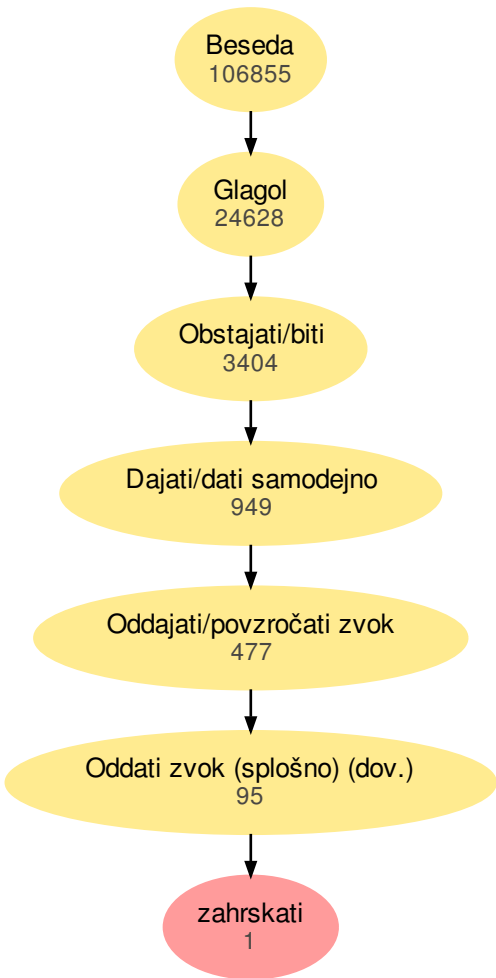 Beseda
106855
Glagol
24628
Obstajati/biti
3404
Dajati/dati samodejno
949
Oddajati/povzročati zvok
477
Oddati zvok (splošno) (dov.)
95
zahrskati
1